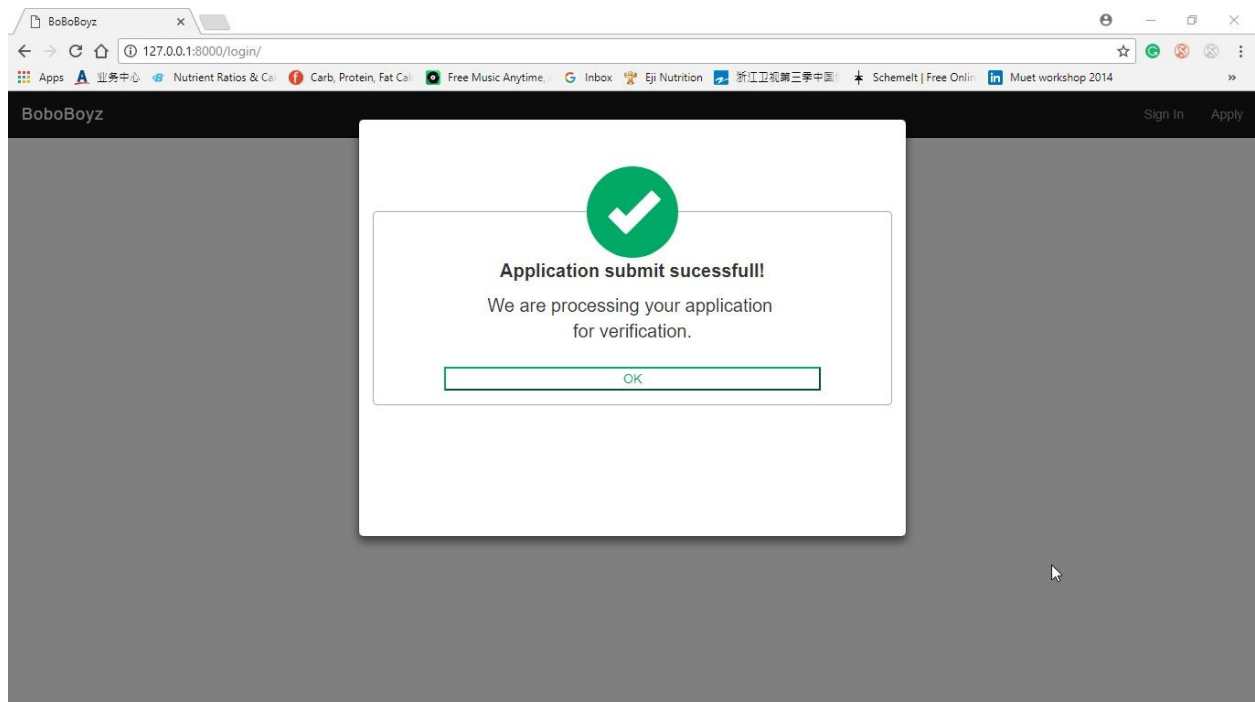 BoBoBoyz
127.0.0.1:8000/login/
Apps 业务中心 Nutrient Ratios & Cal Carb, Protein, Fat Calc Free Music Anytime, Inbox Eji Nutrition 浙江卫视第三季中国 Schemelt | Free Onlin Muet workshop 2014 »
BoboBoyz Sign In Apply
Application submit sucessfull!
We are processing your application
for verification.
OK